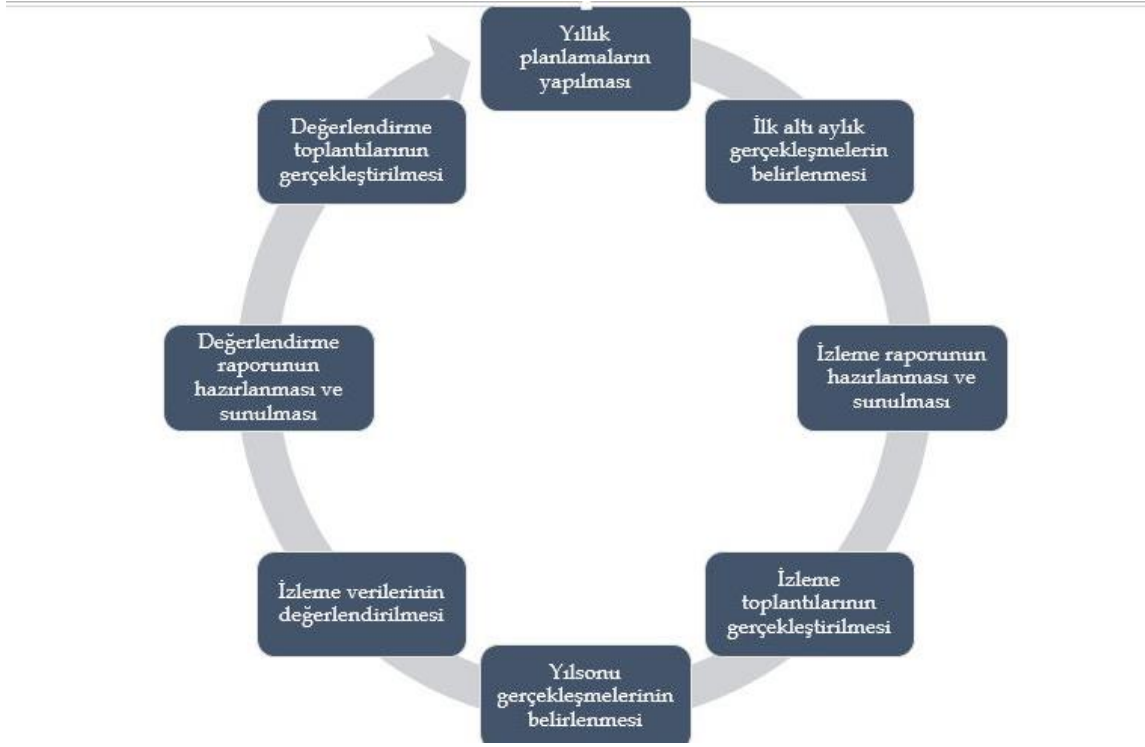 Yıllık
planlamaların
yapılması
İlk altı aylık
gerçekleşmelerin
belirlenmesi
İzleme raporunun
hazırlanması ve
sunulması
İzleme
toplantılarının
gerçekleştirilmesi
Yılsonu
gerçekleşmelerinin
belirlenmesi
İzleme verilerinin
değerlendirilmesi
Değerlendirme
raporunun
hazırlanması ve
sunulması
Değerlendirme
toplantılarının
gerçekleştirilmesi